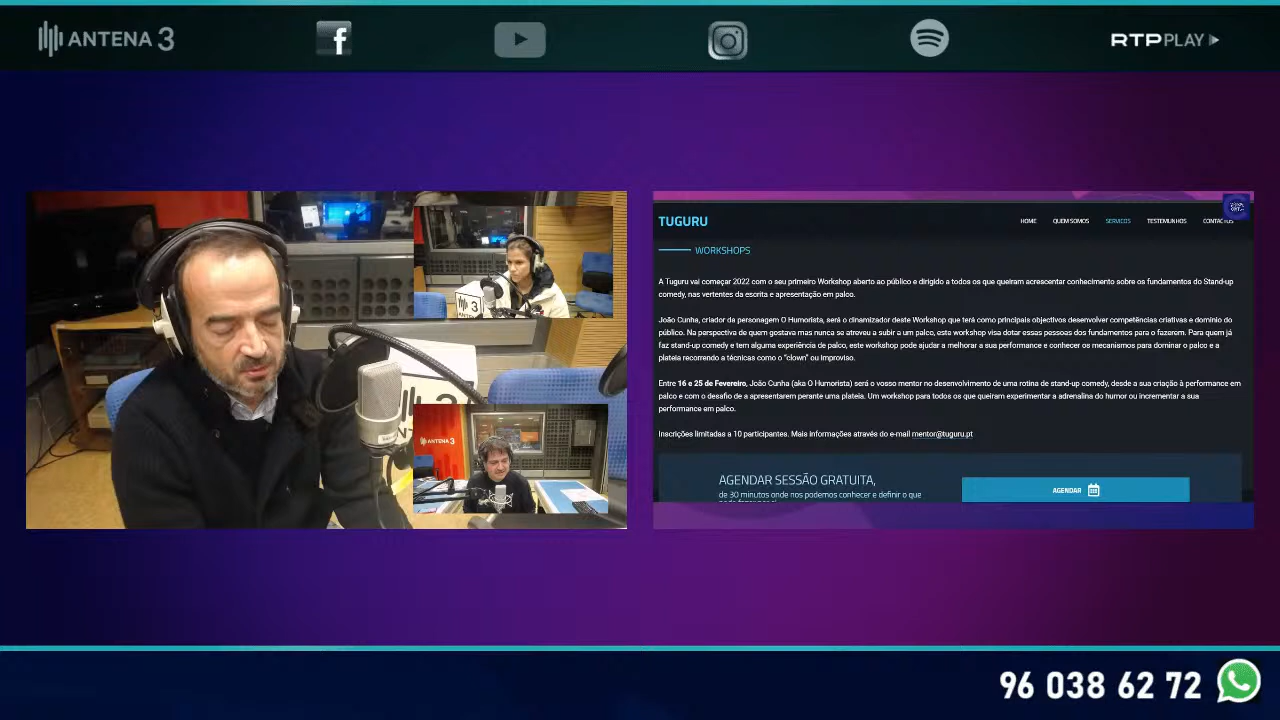 ANTENA 3
f
RTP PLAY
TUGURU
HOME QUEM SOMOS SERVIÇOS TESTEMUNHOS
WORKSHOPS
A Tuguru vai começar 2022 com o seu primeiro Workshop aberto ao público e dirigido a todos os que queiram acrescentar conhecimento sobre os fundamentos do Stand-up
comedy, nas vertentes da escrita e apresentação em palco.
João Cunha, criador da personagem O Humorista, será o dinamizador deste Workshop que terá como principais objectivos desenvolver competências criativas e domínio do
público. Na perspectiva de quem gostava mas nunca se atreveu a subir a um palco, este workshop visa dotar essas pessoas dos fundamentos para o fazerem. Para quem já
faz stand-up comedy e tem alguma experiência de palco, este workshop pode ajudar a melhorar a sua performance e conhecer os mecanismos para dominar o palco e a
plateia recorrendo a técnicas como o "clown" ou improviso.
Entre 16 e 25 de Fevereiro, João Cunha (aka O Humorista) será o vosso mentor no desenvolvimento de uma rotina de stand-up comedy, desde a sua criação à performance em
palco e com o desafio de a apresentarem perante uma plateia. Um workshop para todos os que queiram experimentar a adrenalina do humor ou incrementar a sua
performance em palco.
Inscrições limitadas a 10 participantes. Mais informações através do e-mail mentor@tuguru.pt
AGENDAR SESSÃO GRATUITA,
de 30 minutos onde nos podemos conhecer e definir o que
AGENDAR
ANTENA 3
3
96 038 62 72